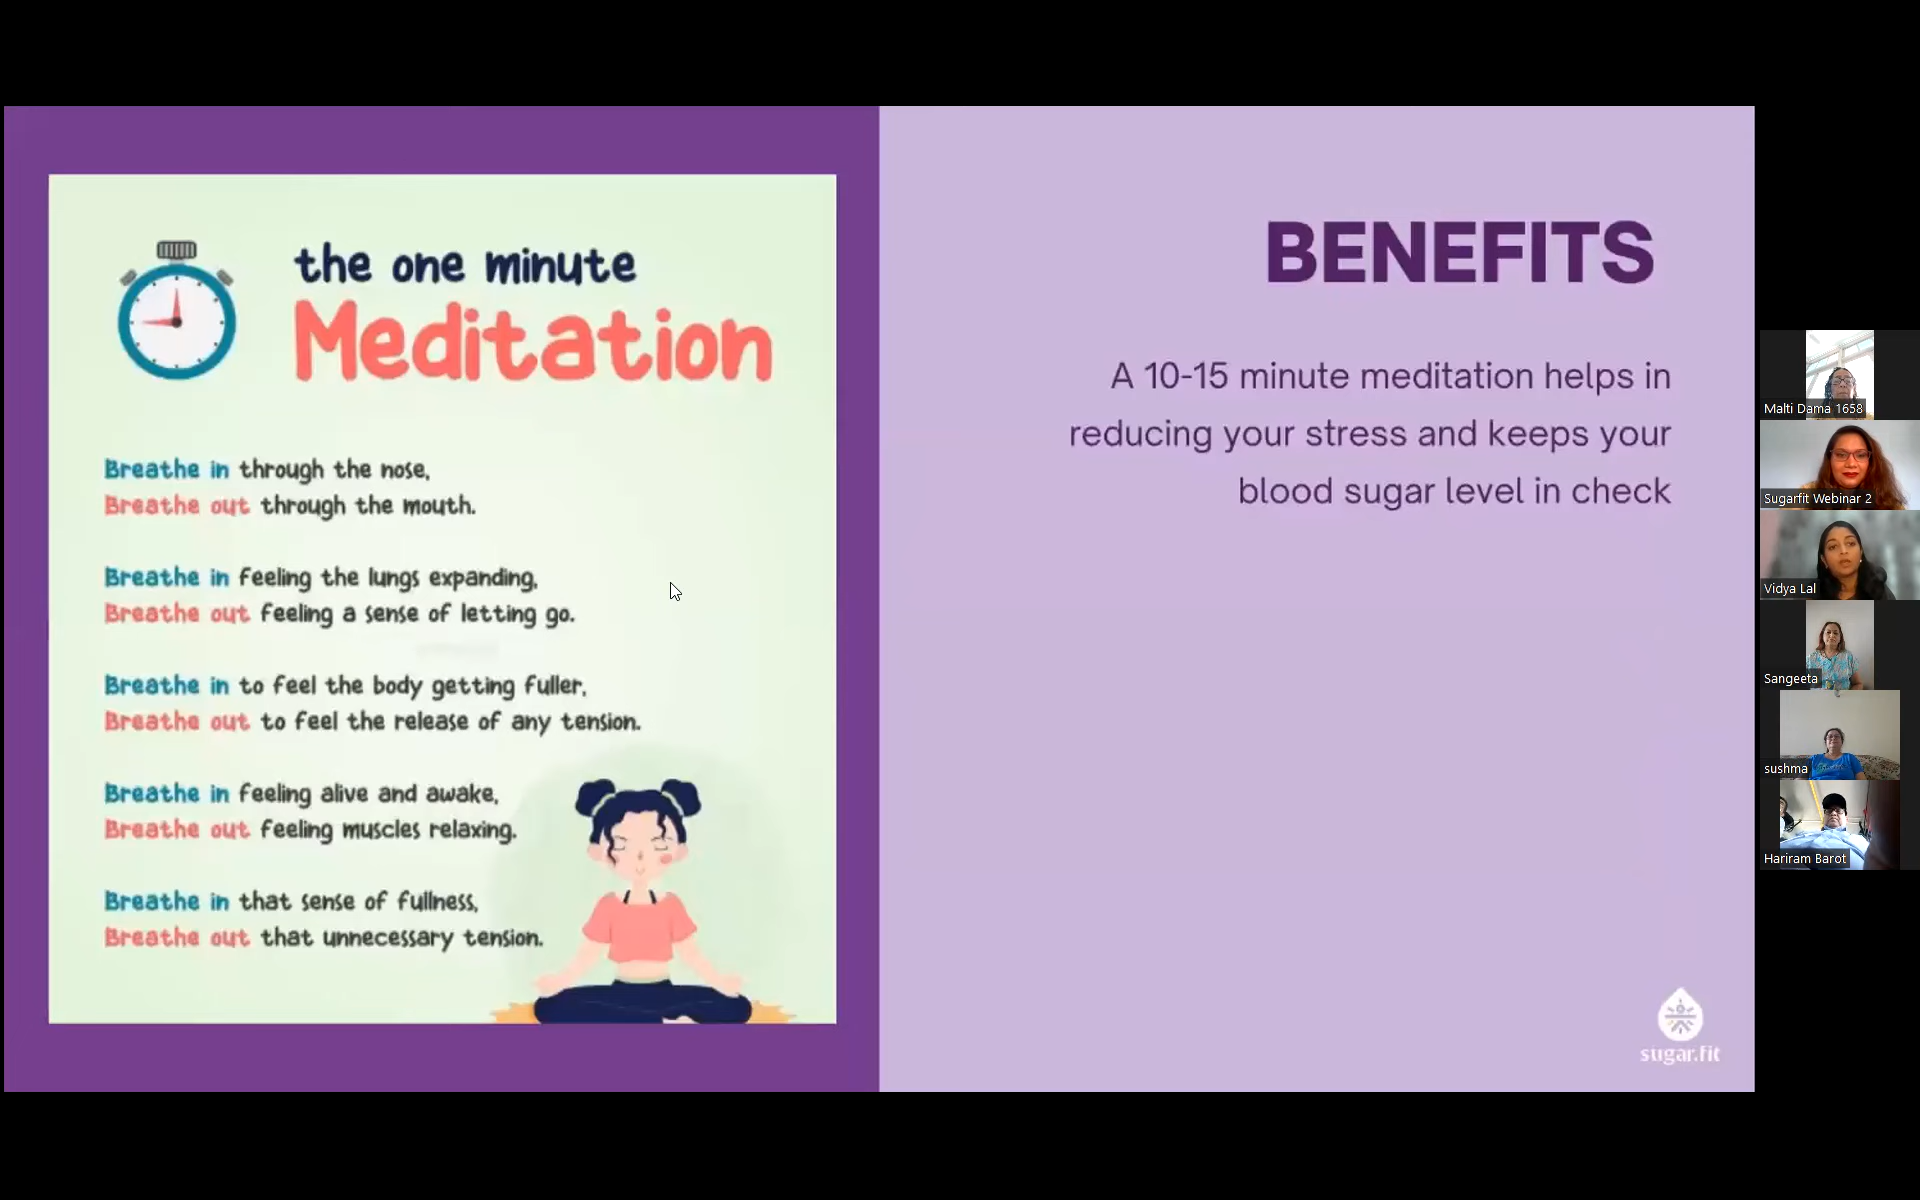 the one minute
Meditation
Breathe in through the nose,
Breathe out through the mouth.
Breathe in feeling the lungs expanding,
Breathe out feeling a sense of letting go.
Breathe in to feel the body getting fuller,
Breathe out to feel the release of any tension.
Breathe in feeling alive and awake,
Breathe out feeling muscles relaxing.
Breathe in that sense of fullness,
Breathe out that unnecessary tension.
BENEFITS
A 10-15 minute meditation helps in
reducing your stress and keeps your
blood sugar level in check
sugar.fit
Malti Dama 1658
Sugarfit Webinar 2
Vidya Lal
Sangeeta
sushma
Hariram Barot